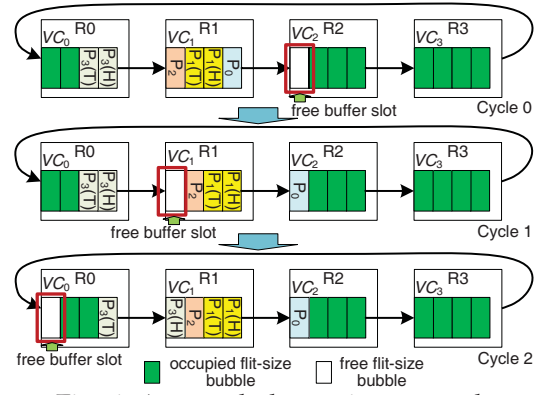 R0 R1 R2 R3
VC0 VC1 VC2 VC3
P3(T) P3(H) P2 P1(T) P1(H) P0
free buffer slot
Cycle 0
R0 R1 R2 R3
VC0 VC1 VC2 VC3
P3(T) P3(H) P2 P1(T) P1(H) P0
free buffer slot
Cycle 1
R0 R1 R2 R3
VC0 VC1 VC2 VC3
P3(T) P3(H) P2 P1(T) P1(H) P0
free buffer slot
Cycle 2
occupied flit-size bubble
free flit-size bubble